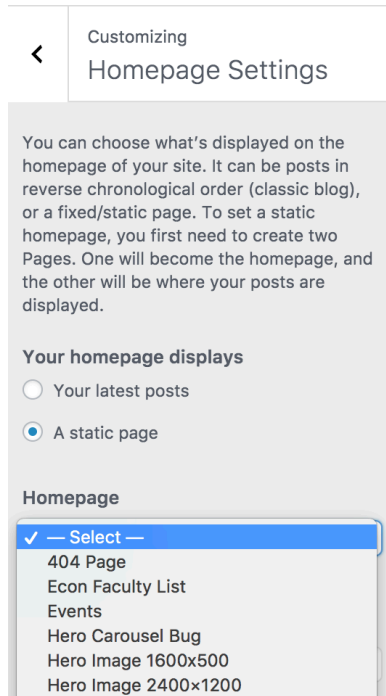 Customizing
Homepage Settings
You can choose what’s displayed on the
homepage of your site. It can be posts in
reverse chronological order (classic blog),
or a fixed/static page. To set a static
homepage, you first need to create two
Pages. One will become the homepage, and
the other will be where your posts are
displayed.
Your homepage displays
Your latest posts
A static page
Homepage
— Select —
404 Page
Econ Faculty List
Events
Hero Carousel Bug
Hero Image 1600x500
Hero Image 2400×1200